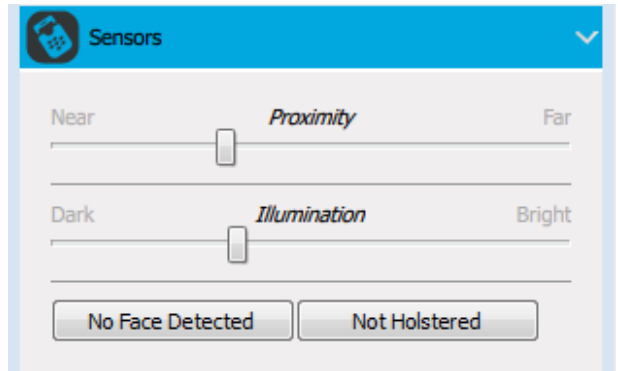 Sensors
Near Proximity Far
Dark Illumination Bright
No Face Detected Not Holstered